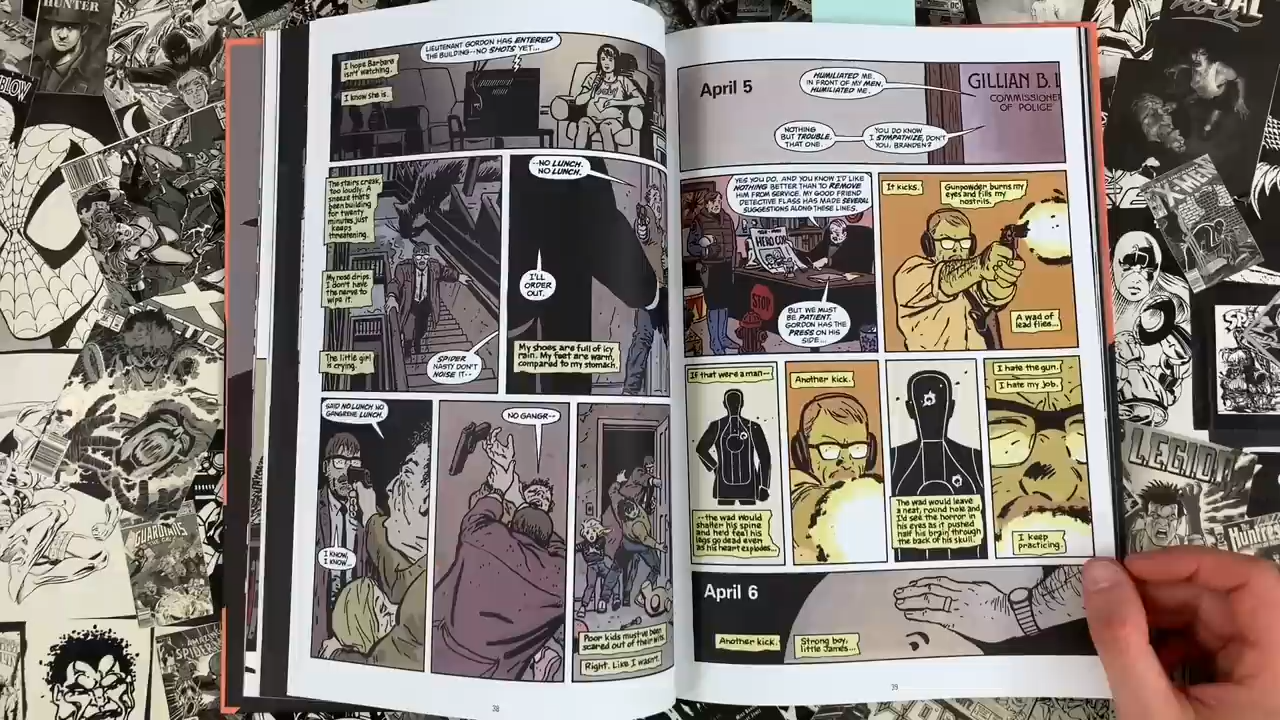 LIEUTENANT GORDON HAS ENTERED
THE BUILDING--NO SHOTS YET...
I hope Barbara
isn't watching.
I know she is.
The stairs creak,
too loudly. A
sneeze that's
been building
for twenty
minutes just
keeps
threatening.
My nose drips.
I don't have
the nerve to
wipe it.
The little girl
is crying.
SPIDER
NASTY DON'T
NOISE IT--
--NO LUNCH.
NO LUNCH.
I'LL
ORDER
OUT.
My shoes are full of icy
rain. My feet are warm,
compared to my stomach.
SAID NO LUNCH NO
GANGRENE LUNCH.
I KNOW,
I KNOW...
NO GANGR--
Poor kids must've been
scared out of their wits.
Right. Like I wasn't.
38
April 5
HUMILIATED ME.
IN FRONT OF MY MEN,
HUMILIATED ME.
NOTHING
BUT TROUBLE,
THAT ONE.
YOU DO KNOW
I SYMPATHIZE, DON'T
YOU, BRANDEN?
GILLIAN B.
COMMISSIONER
OF POLICE
YES YOU DO, AND YOU KNOW I'D LIKE
NOTHING BETTER THAN TO REMOVE
HIM FROM SERVICE. MY GOOD FRIEND
DETECTIVE FLASS HAS MADE SEVERAL
SUGGESTIONS ALONG THESE LINES.
HERO COP
STOP
BUT WE MUST
BE PATIENT.
GORDON HAS THE
PRESS ON HIS
SIDE...
It kicks.
Gunpowder burns my
eyes and fills my
nostrils.
A wad of
lead flies...
If that were a man--
--the wad would
shatter his spine
and he'd feel his
legs go dead even
as his heart explodes...
Another kick.
The wad would leave
a neat, round hole and
I'd see the horror in
his eyes as it pushed
half his brain through
the back of his skull.
I hate the gun.
I hate my job.
I keep
practicing.
April 6
Another kick.
Strong boy,
little James...
39
HUNTER
BLOW
GUARDIANS
AMAZING
SPIDER
METAL
X-MAN
LEGION
Huntress